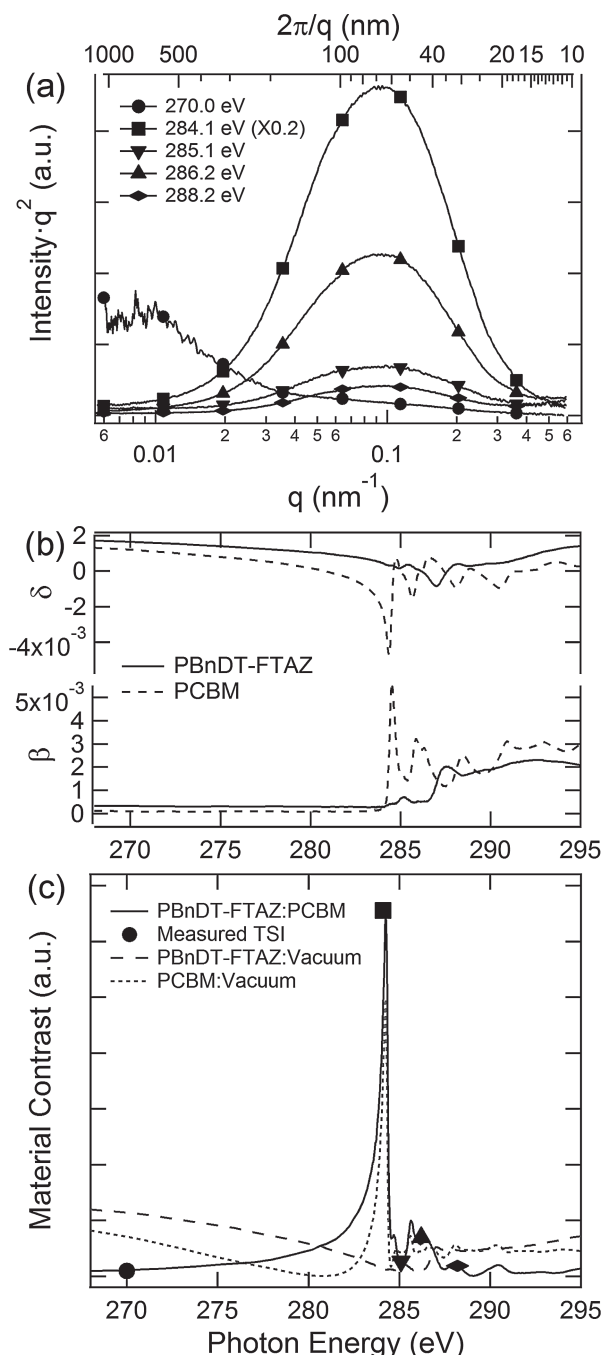 2π/q (nm)
1000 500 100 40 20 15 10
(a)
270.0 eV
284.1 eV (X0.2)
285.1 eV
286.2 eV
288.2 eV
Intensity·q²  (a.u.)
6 2 3 4 5 6 2 3 4 5 6
0.01 0.1
q (nm⁻¹)
(b)
2
0
-2
-4x10⁻³
δ
PBnDT-FTAZ
PCBM
5x10⁻³
4
3
2
1
0
β
270 275 280 285 290 295
(c)
PBnDT-FTAZ:PCBM
Measured TSI
PBnDT-FTAZ:Vacuum
PCBM:Vacuum
Material Contrast (a.u.)
270 275 280 285 290 295
Photon Energy (eV)